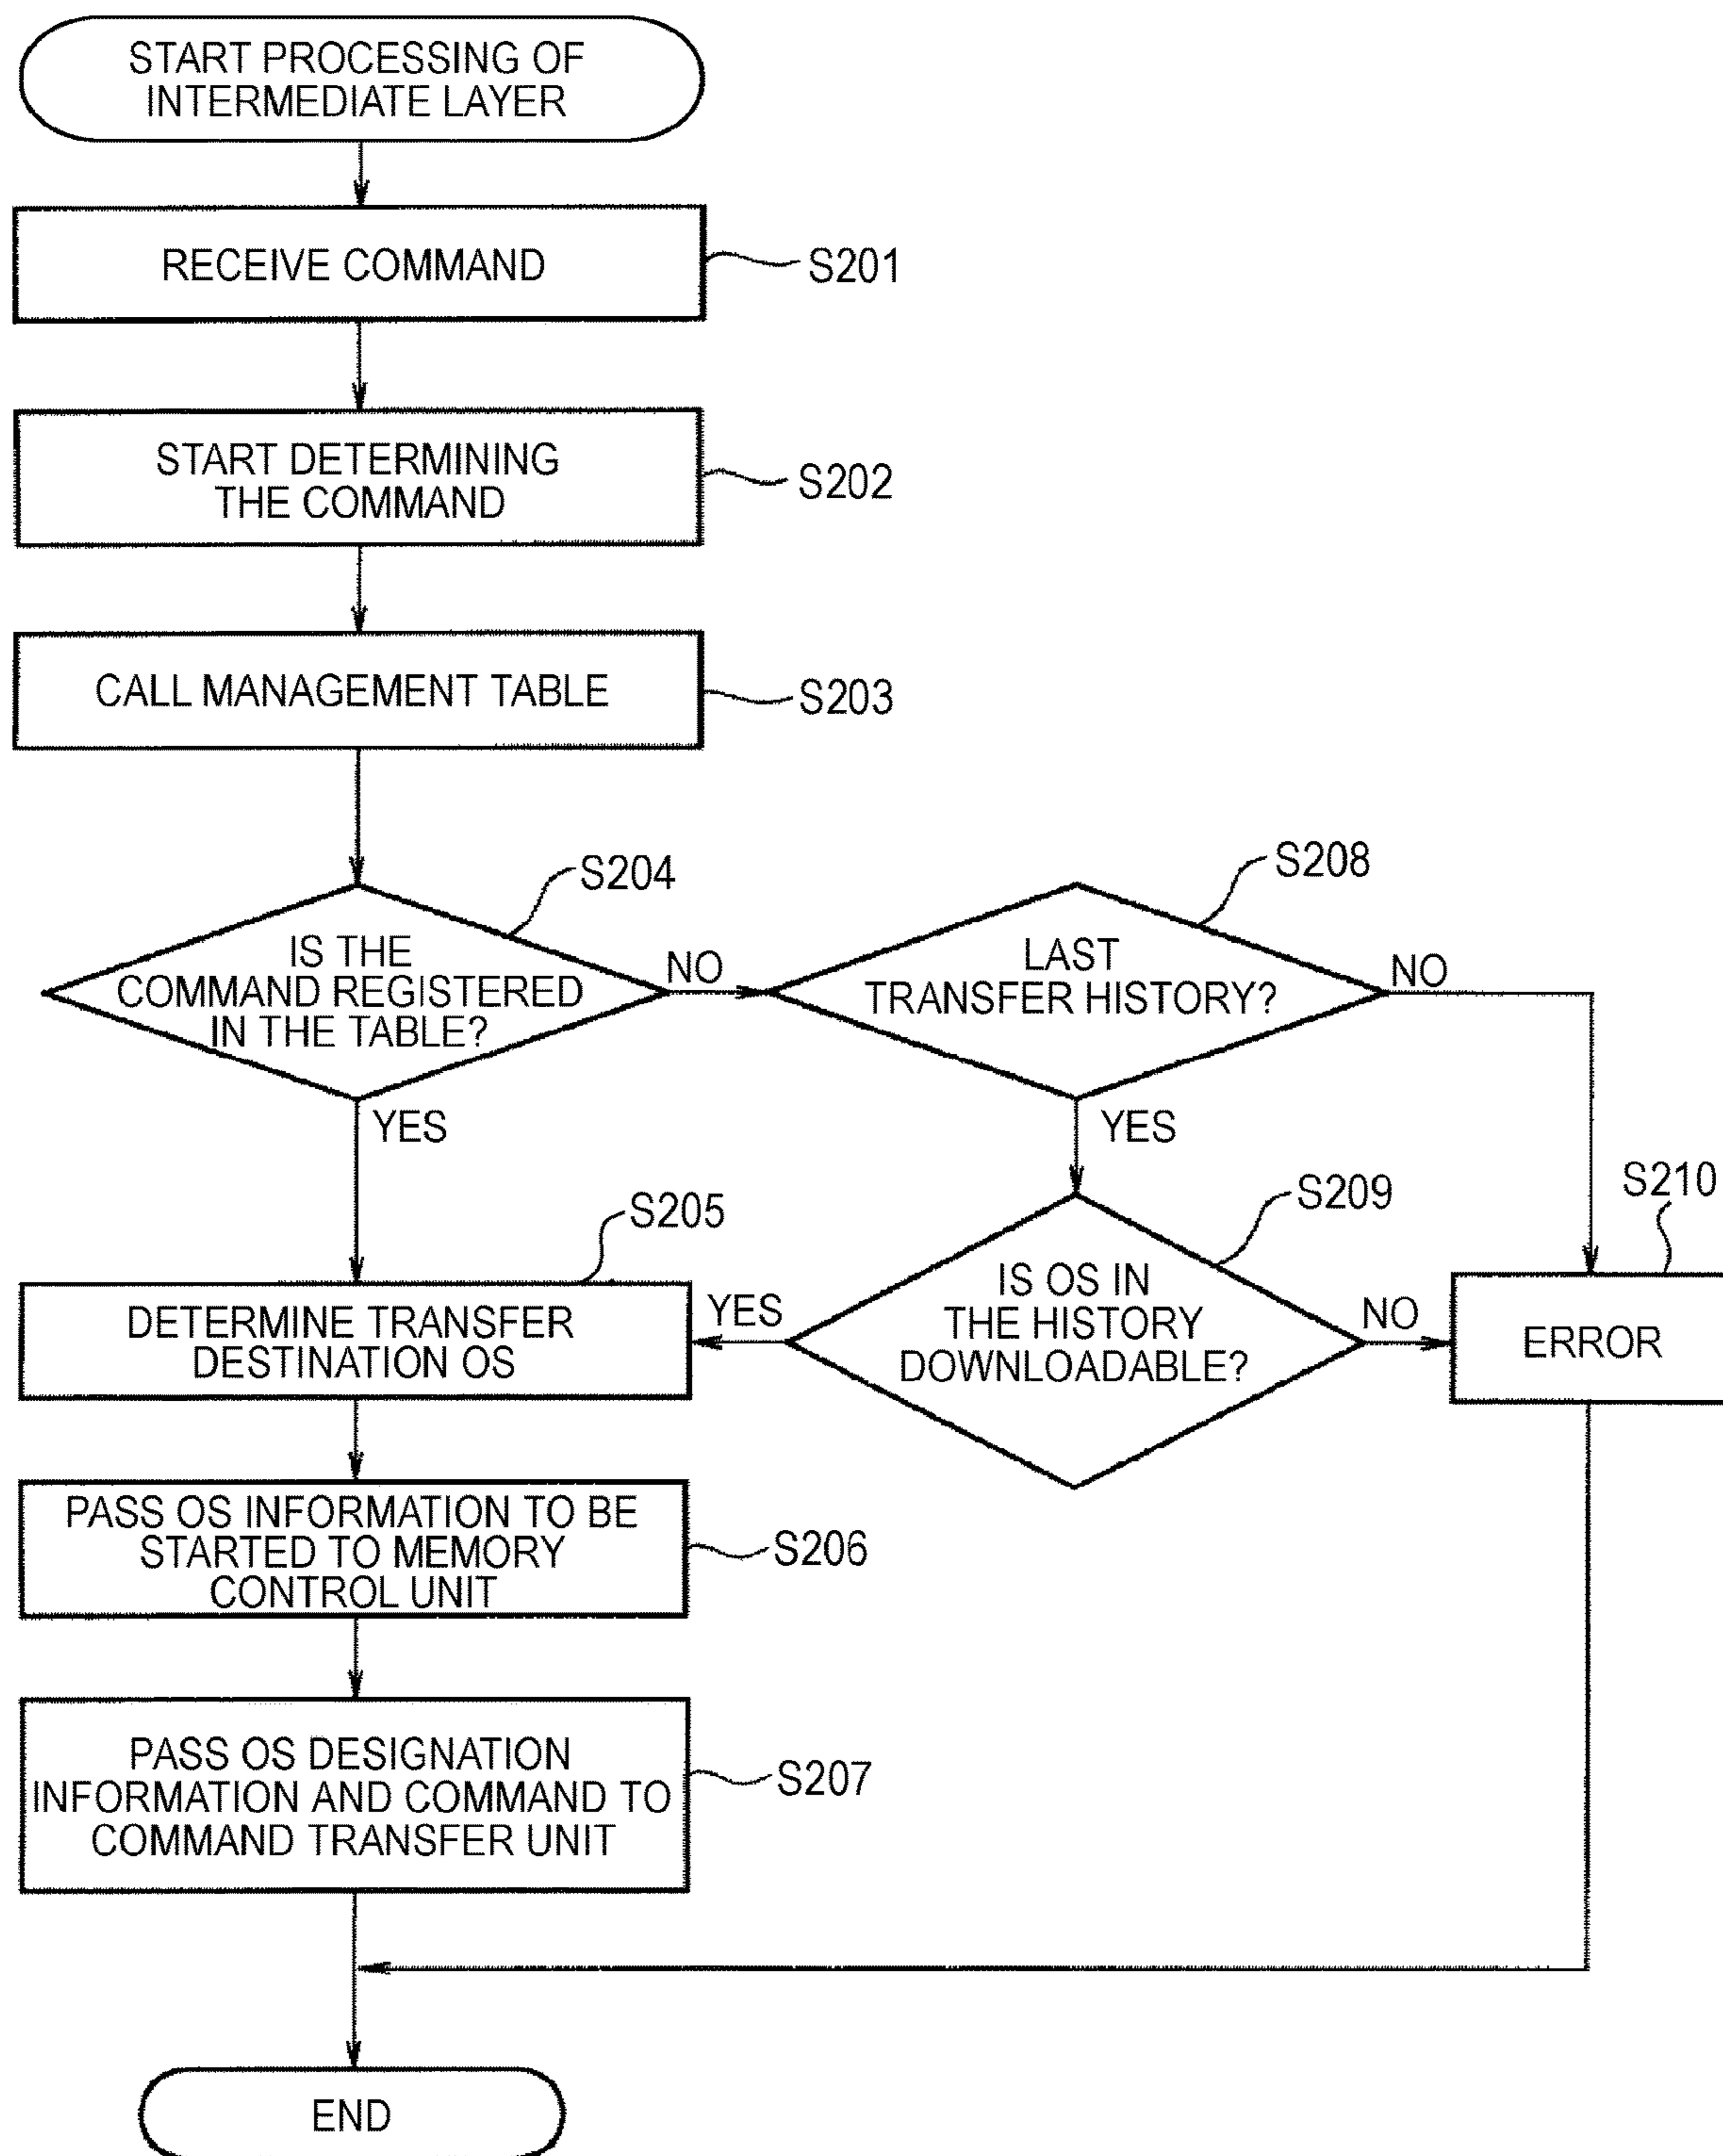 START PROCESSING OF
INTERMEDIATE LAYER
RECEIVE COMMAND
S201
START DETERMINING
THE COMMAND
S202
CALL MANAGEMENT TABLE
S203
S204
IS THE
COMMAND REGISTERED
IN THE TABLE?
NO
YES
S208
LAST
TRANSFER HISTORY?
NO
YES
S205
DETERMINE TRANSFER
DESTINATION OS
YES
S209
IS OS IN
THE HISTORY
DOWNLOADABLE?
NO
S210
ERROR
PASS OS INFORMATION TO BE
STARTED TO MEMORY
CONTROL UNIT
S206
PASS OS DESIGNATION
INFORMATION AND COMMAND TO
COMMAND TRANSFER UNIT
S207
END